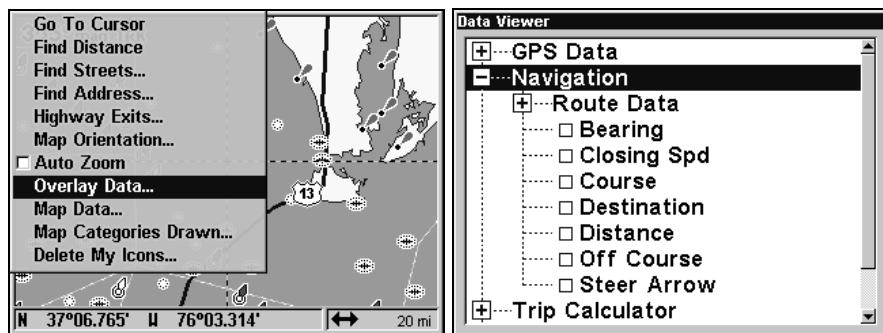 Go To Cursor
Find Distance
Find Streets...
Find Address...
Highway Exits...
Map Orientation...
Auto Zoom
Overlay Data...
Map Data...
Map Categories Drawn...
Delete My Icons...
13
N 37°06.765' W 76°03.314' 20 mi
Data Viewer
GPS Data
Navigation
Route Data
Bearing
Closing Spd
Course
Destination
Distance
Off Course
Steer Arrow
Trip Calculator